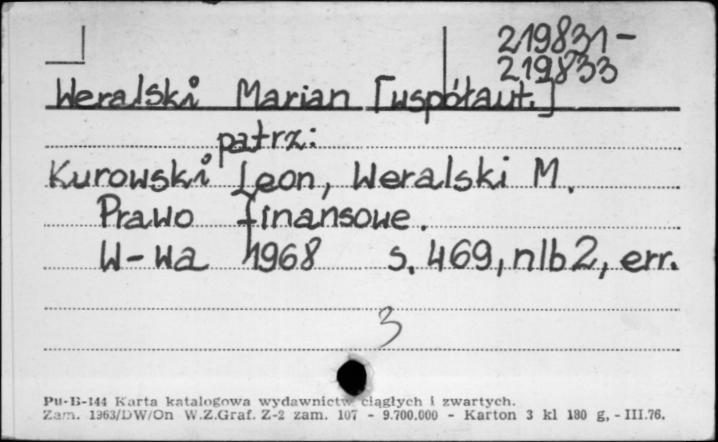 219831-
219833
Weralski Marian [współaut.]
patrz:
Kurowski Leon, Weralski M.
Prawo finansowe.
W-wa 1968 s. 469, nlb 2, err.
3
Pu-B-144 Karta katalogowa wydawnictw ciągłych i zwartych.
Zam. 1963/DW/On W.Z.Graf. Z-2 zam. 107 - 9.700.000 - Karton 3 kl 180 g, - III.76.